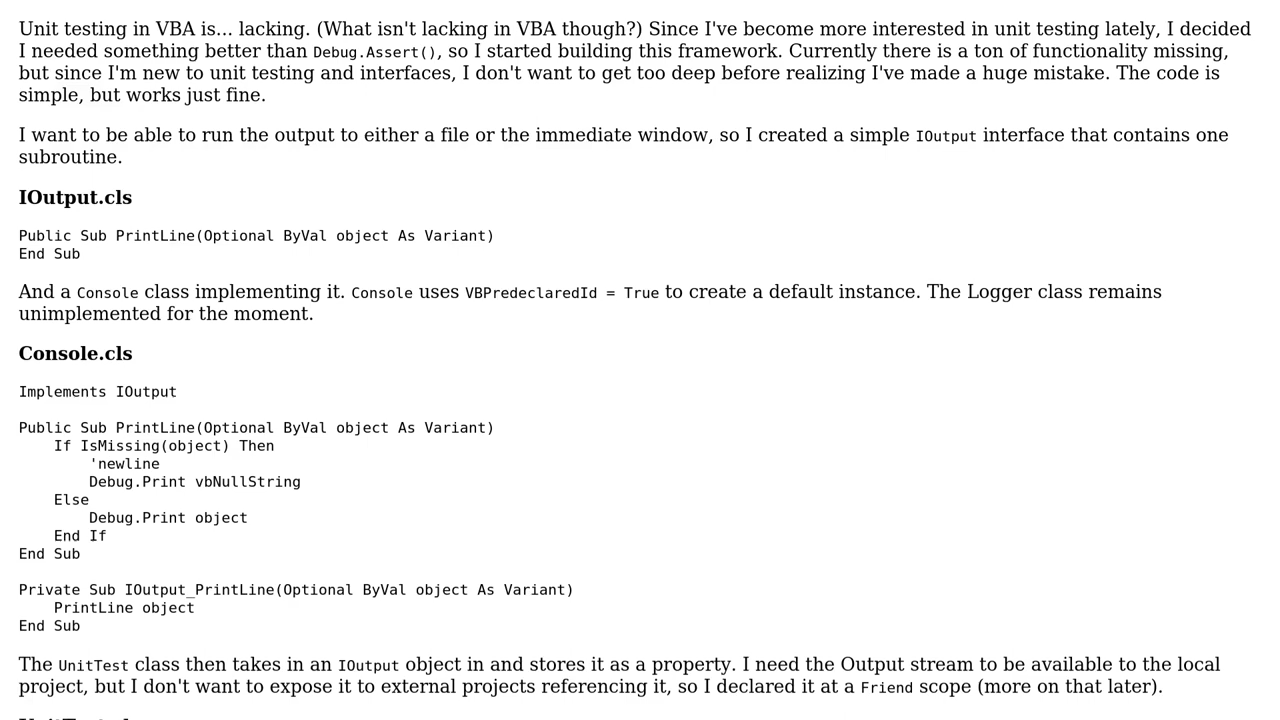 Unit testing in VBA is... lacking. (What isn't lacking in VBA though?) Since I've become more interested in unit testing lately, I decided
I needed something better than Debug.Assert(), so I started building this framework. Currently there is a ton of functionality missing,
but since I'm new to unit testing and interfaces, I don't want to get too deep before realizing I've made a huge mistake. The code is
simple, but works just fine.
I want to be able to run the output to either a file or the immediate window, so I created a simple IOutput interface that contains one
subroutine.
IOutput.cls
Public Sub PrintLine(Optional ByVal object As Variant)
End Sub
And a Console class implementing it. Console uses VBPredeclaredId = True to create a default instance. The Logger class remains
unimplemented for the moment.
Console.cls
Implements IOutput
Public Sub PrintLine(Optional ByVal object As Variant)
    If IsMissing(object) Then
        'newline
        Debug.Print vbNullString
    Else
        Debug.Print object
    End If
End Sub
Private Sub IOutput_PrintLine(Optional ByVal object As Variant)
    PrintLine object
End Sub
The UnitTest class then takes in an IOutput object in and stores it as a property. I need the Output stream to be available to the local
project, but I don't want to expose it to external projects referencing it, so I declared it at a Friend scope (more on that later).